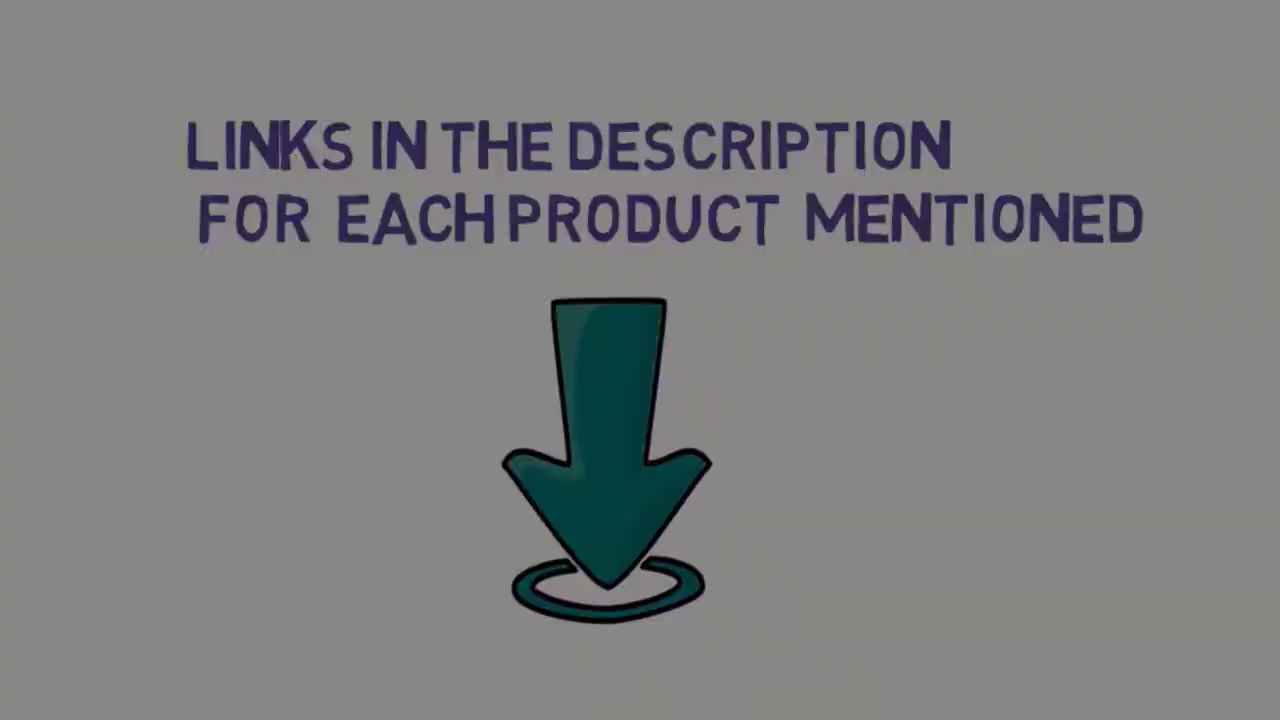 LINKS IN THE DESCRIPTION
FOR EACH PRODUCT MENTIONED